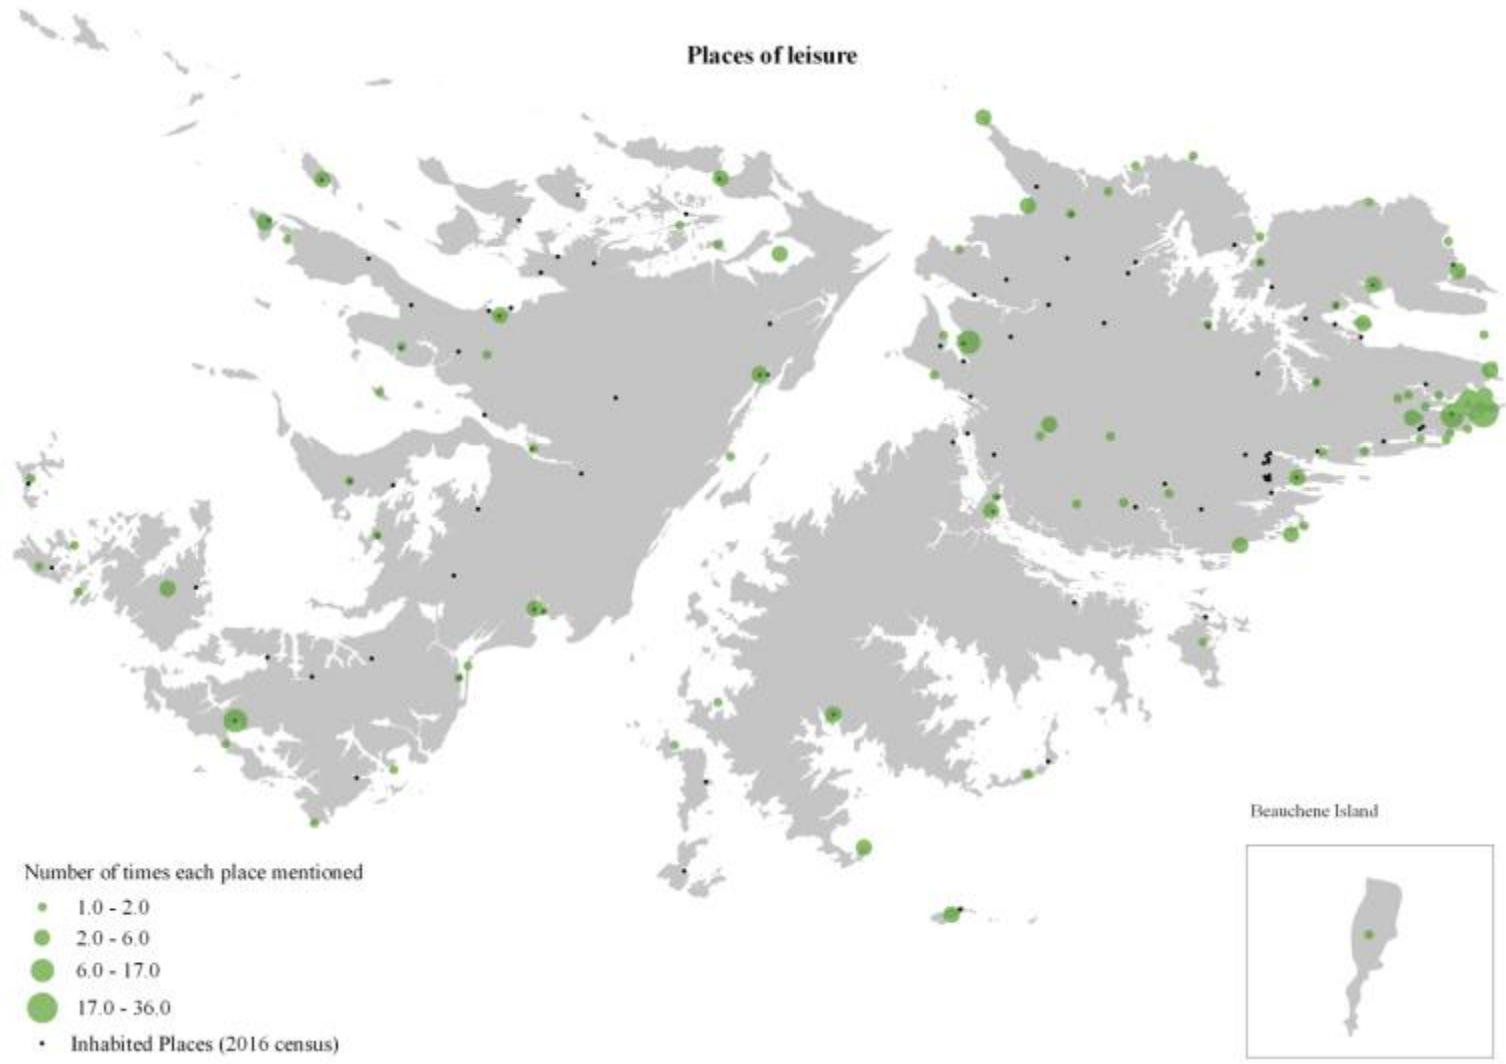 Places of leisure
Beauchene Island
Number of times each place mentioned
1.0 - 2.0
2.0 - 6.0
6.0 - 17.0
17.0 - 36.0
Inhabited Places (2016 census)